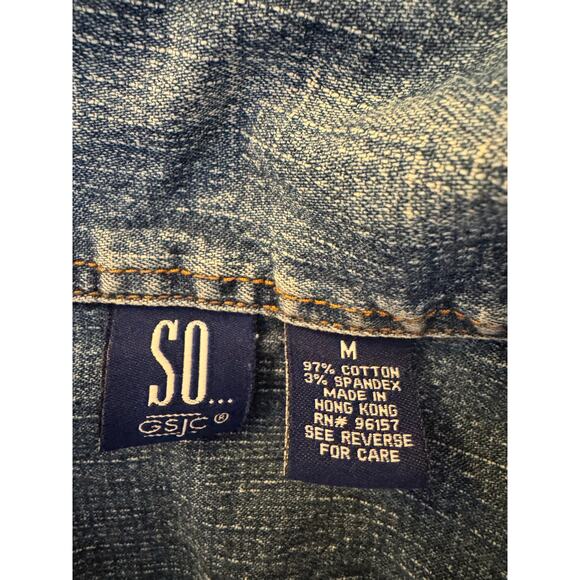 SO...
GSJC®
M
97% COTTON
3% SPANDEX
MADE IN
HONG KONG
RN# 96157
SEE REVERSE
FOR CARE